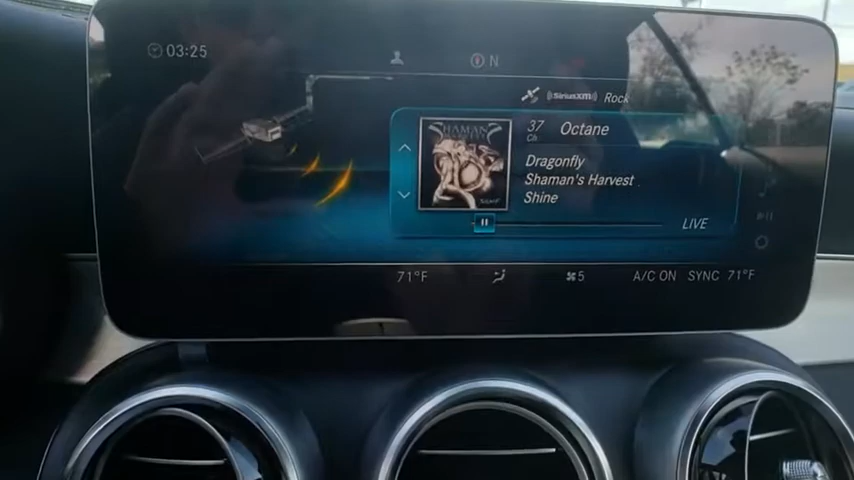 03:25
N
((SiriusXM)) Rock
37 Octane
Ch
SHAMAN'S
Dragonfly
Shaman's Harvest
Shine
LIVE
71°F
5
A/C ON SYNC 71°F